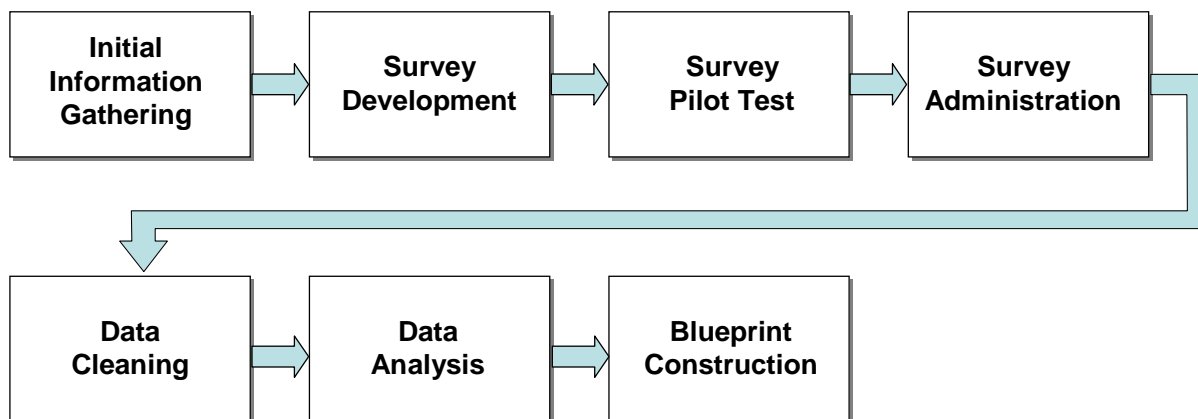 Initial
Information
Gathering
Survey
Development
Survey
Pilot Test
Survey
Administration
Data
Cleaning
Data
Analysis
Blueprint
Construction